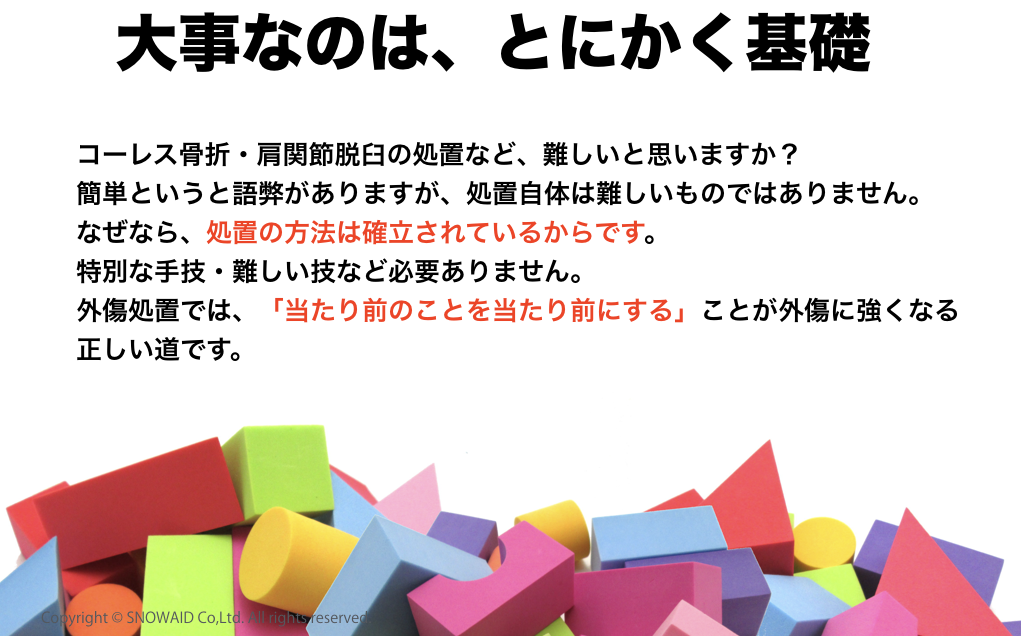 大事なのは、とにかく基礎
コーレス骨折・肩関節脱臼の処置など、難しいと思いますか？
簡単というと語弊がありますが、処置自体は難しいものではありません。
なぜなら、処置の方法は確立されているからです。
特別な手技・難しい技など必要ありません。
外傷処置では、「当たり前のことを当たり前にする」ことが外傷に強くなる
正しい道です。
Copyright © SNOWAID Co,Ltd. All rights reserved.